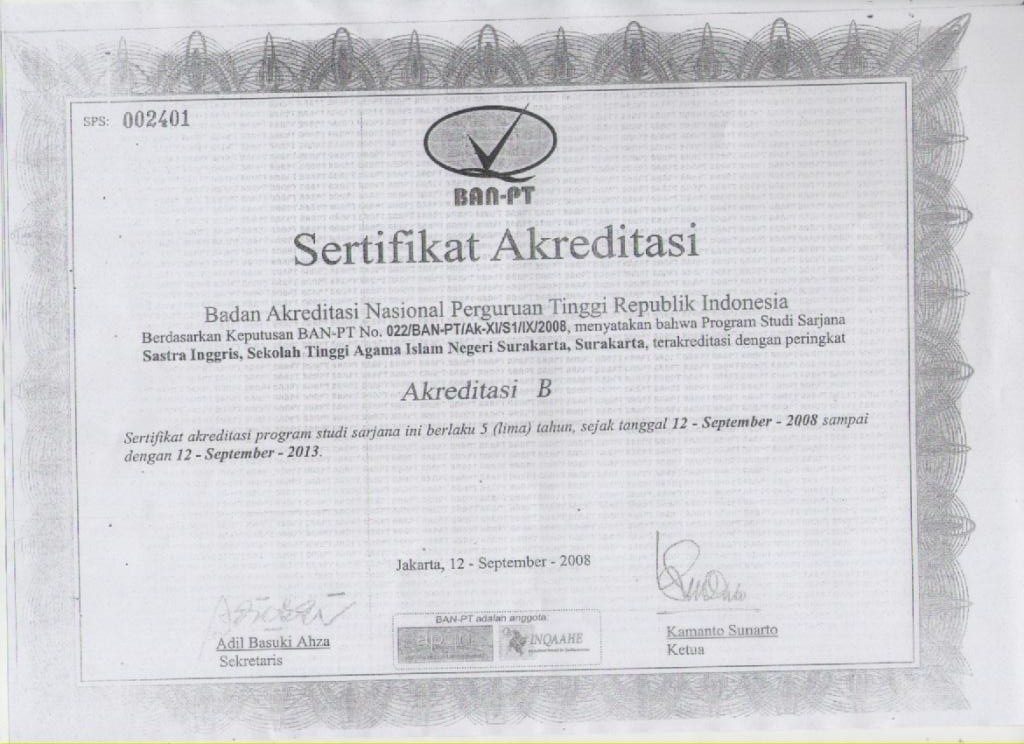 SPS: 002401
BAN-PT
Sertifikat Akreditasi
Badan Akreditasi Nasional Perguruan Tinggi Republik Indonesia
Berdasarkan Keputusan BAN-PT No. 022/BAN-PT/Ak-XI/S1/IX/2008, menyatakan bahwa Program Studi Sarjana
Sastra Inggris, Sekolah Tinggi Agama Islam Negeri Surakarta, Surakarta, terakreditasi dengan peringkat
Akreditasi B
Sertifikat akreditasi program studi sarjana ini berlaku 5 (lima) tahun, sejak tanggal 12 - September - 2008 sampai
dengan 12 - September - 2013.
Jakarta, 12 - September - 2008
Adil Basuki Ahza
Sekretaris
BAN-PT adalah anggota:
INQAAHE
Kamanto Sunarto
Ketua